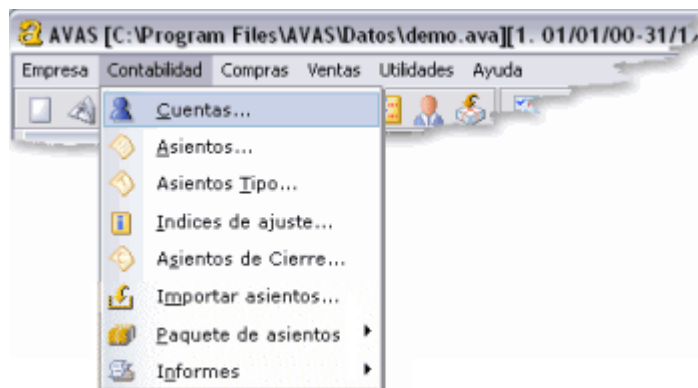 AVAS [C:\Program Files\AVAS\Datos\demo.ava][1. 01/01/00-31/1
Empresa Contabilidad Compras Ventas Utilidades Ayuda
Cuentas...
Asientos...
Asientos Tipo...
Indices de ajuste...
Asientos de Cierre...
Importar asientos...
Paquete de asientos
Informes